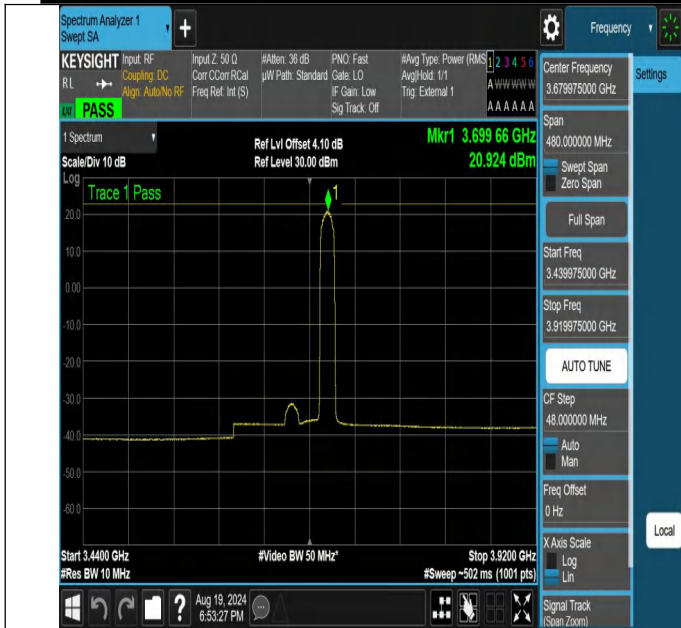 Spectrum Analyzer 1
Swept SA
+
Frequency
KEYSIGHT
RL
PASS
Input: RF
Coupling: DC
Align: Auto/No RF
Input Z: 50 Ω
Corr CCorr RCal
Freq Ref: Int (S)
#Atten: 36 dB
µW Path: Standard
PNO: Fast
Gate: LO
IF Gain: Low
Sig Track: Off
#Avg Type: Power (RMS
Avg|Hold: 1/1
Trig: External 1
1 2 3 4 5 6
A W W W W W
A A A A A A
Settings
1 Spectrum
Scale/Div 10 dB
Log
Ref Lvl Offset 4.10 dB
Ref Level 30.00 dBm
Mkr1 3.699 66 GHz
20.924 dBm
Trace 1 Pass
1
20.0
10.0
0.00
-10.0
-20.0
-30.0
-40.0
-50.0
-60.0
Start 3.4400 GHz
#Res BW 10 MHz
#Video BW 50 MHz*
Stop 3.9200 GHz
#Sweep ~502 ms (1001 pts)
Center Frequency
3.679975000 GHz
Span
480.000000 MHz
Swept Span
Zero Span
Full Span
Start Freq
3.439975000 GHz
Stop Freq
3.919975000 GHz
AUTO TUNE
CF Step
48.000000 MHz
Auto
Man
Freq Offset
0 Hz
X Axis Scale
Log
Lin
Signal Track
(Span Zoom)
Local
?
Aug 19, 2024
6:53:27 PM